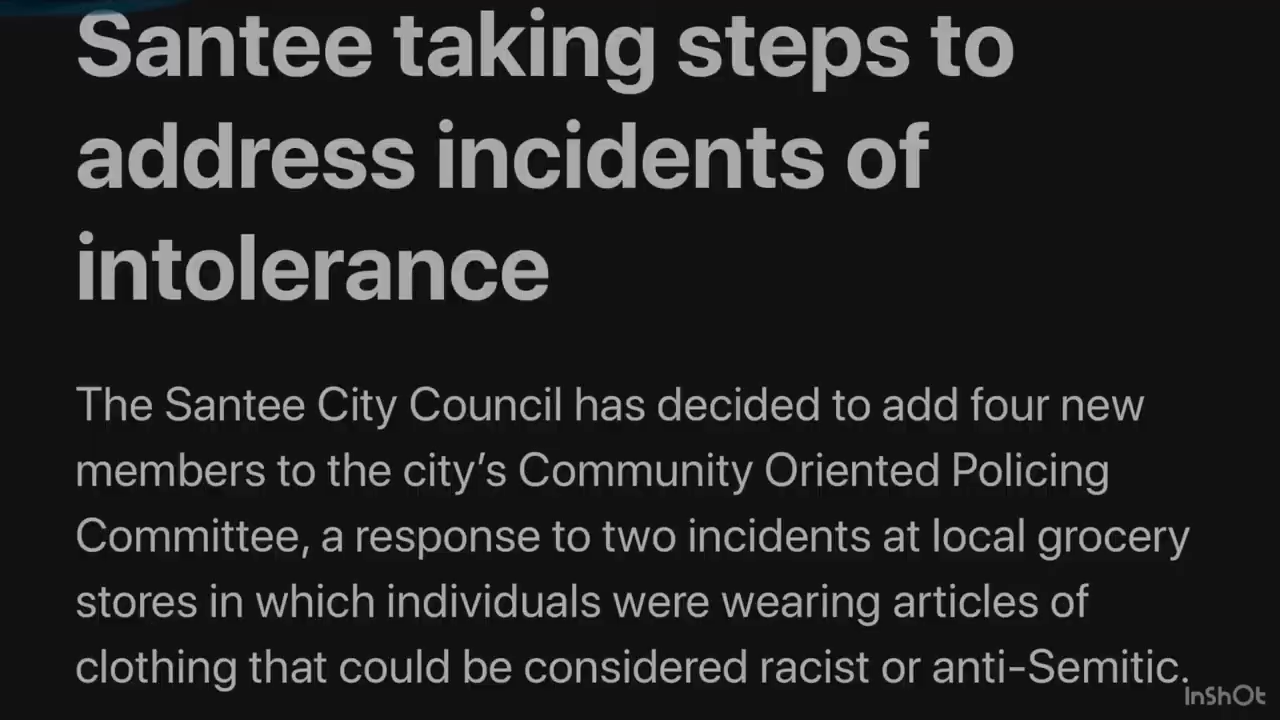 Santee taking steps to
address incidents of
intolerance
The Santee City Council has decided to add four new
members to the city’s Community Oriented Policing
Committee, a response to two incidents at local grocery
stores in which individuals were wearing articles of
clothing that could be considered racist or anti-Semitic.
InShOt